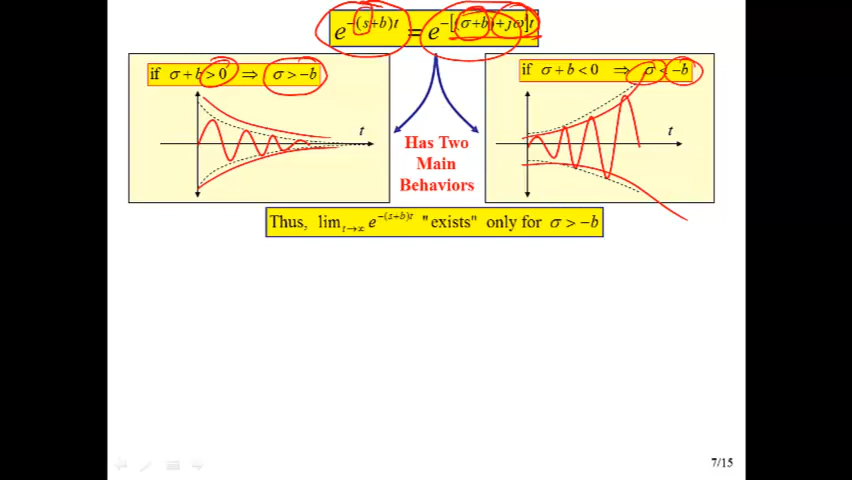 e^{-(s+b)t} = e^{-[(σ+b)+jω]t}
if σ + b > 0 ⇒ σ > -b
if σ + b < 0 ⇒ σ < -b
t
t
Has Two
Main
Behaviors
Thus, lim_{t→∞} e^{-(s+b)t} "exists" only for σ > -b
7/15